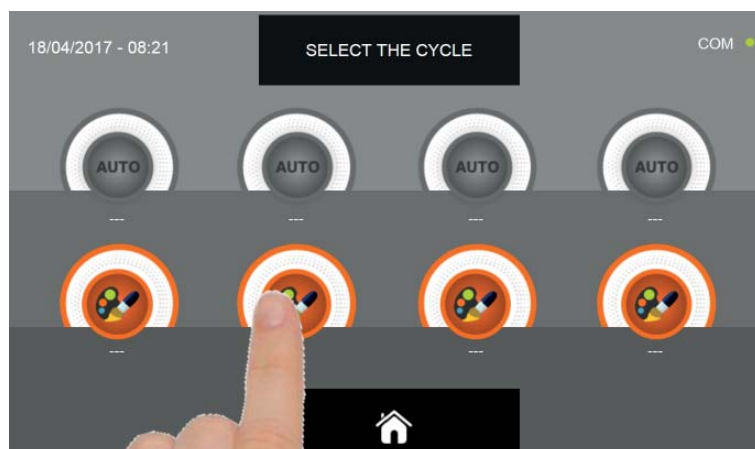 18/04/2017 - 08:21
SELECT THE CYCLE
COM
AUTO AUTO AUTO AUTO
--- --- --- ---
--- --- --- ---